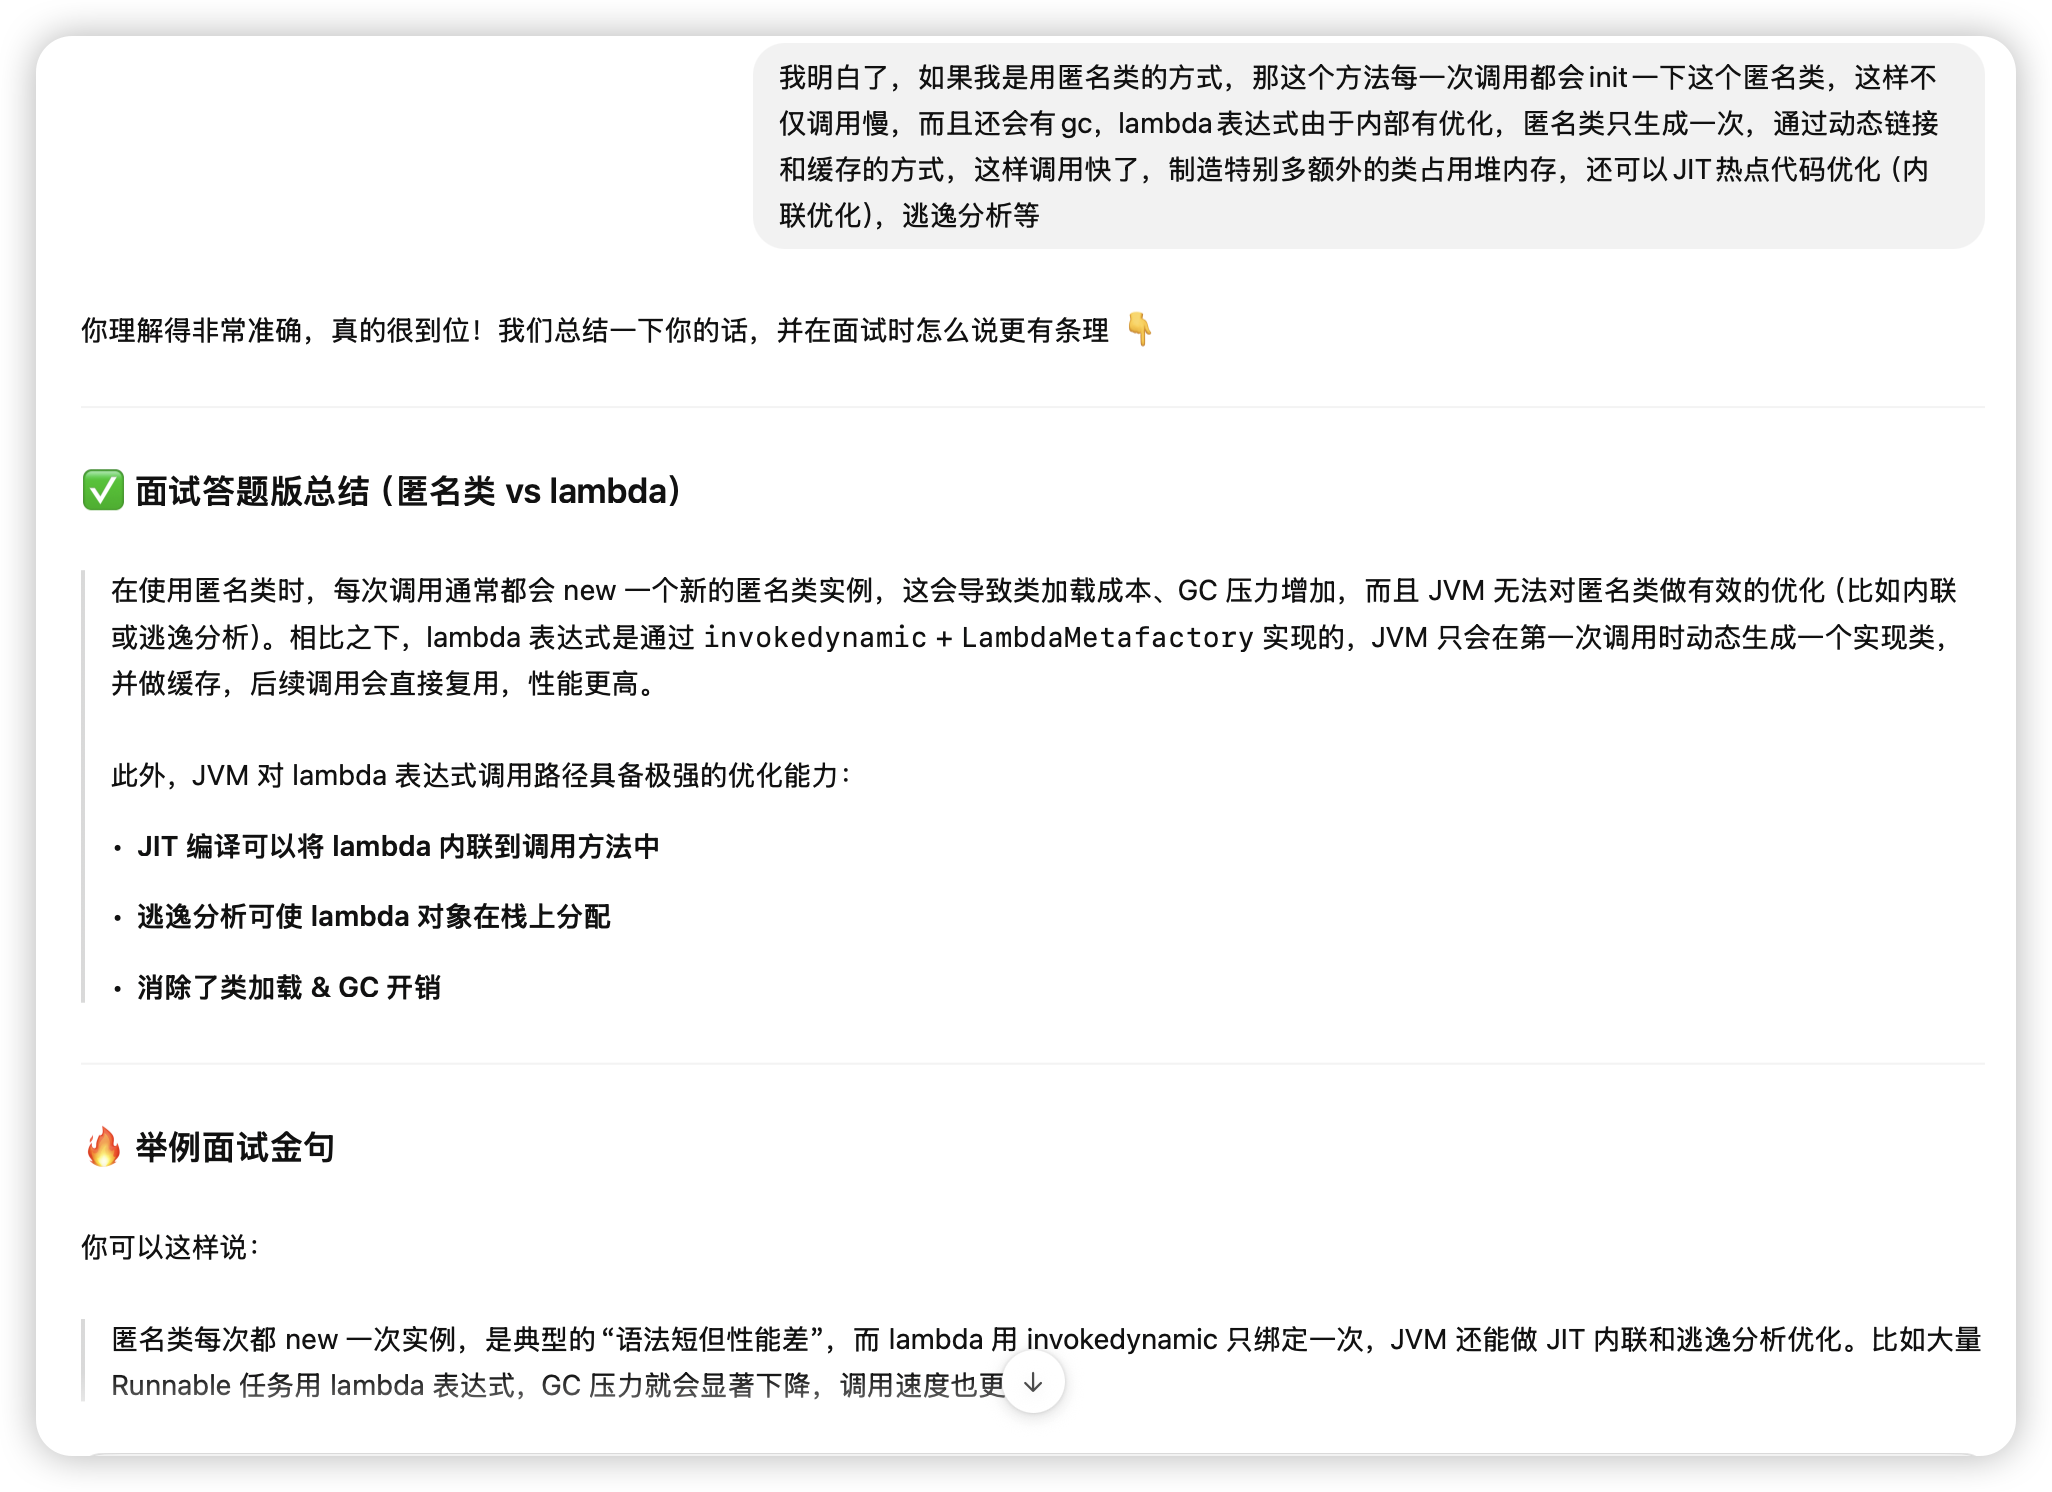 我明白了，如果我是用匿名类的方式，那这个方法每一次调用都会init一下这个匿名类，这样不
仅调用慢，而且还会有gc，lambda表达式由于内部有优化，匿名类只生成一次，通过动态链接
和缓存的方式，这样调用快了，制造特别多额外的类占用堆内存，还可以JIT热点代码优化（内
联优化），逃逸分析等
你理解得非常准确，真的很到位！我们总结一下你的话，并在面试时怎么说更有条理 👇
✅ 面试答题版总结（匿名类 vs lambda）
在使用匿名类时，每次调用通常都会 new 一个新的匿名类实例，这会导致类加载成本、GC 压力增加，而且 JVM 无法对匿名类做有效的优化（比如内联
或逃逸分析）。相比之下，lambda 表达式是通过 invokedynamic + LambdaMetafactory 实现的，JVM 只会在第一次调用时动态生成一个实现类，
并做缓存，后续调用会直接复用，性能更高。
此外，JVM 对 lambda 表达式调用路径具备极强的优化能力：
• JIT 编译可以将 lambda 内联到调用方法中
• 逃逸分析可使 lambda 对象在栈上分配
• 消除了类加载 & GC 开销
🔥 举例面试金句
你可以这样说：
匿名类每次都 new 一次实例，是典型的“语法短但性能差”，而 lambda 用 invokedynamic 只绑定一次，JVM 还能做 JIT 内联和逃逸分析优化。比如大量
Runnable 任务用 lambda 表达式，GC 压力就会显著下降，调用速度也更